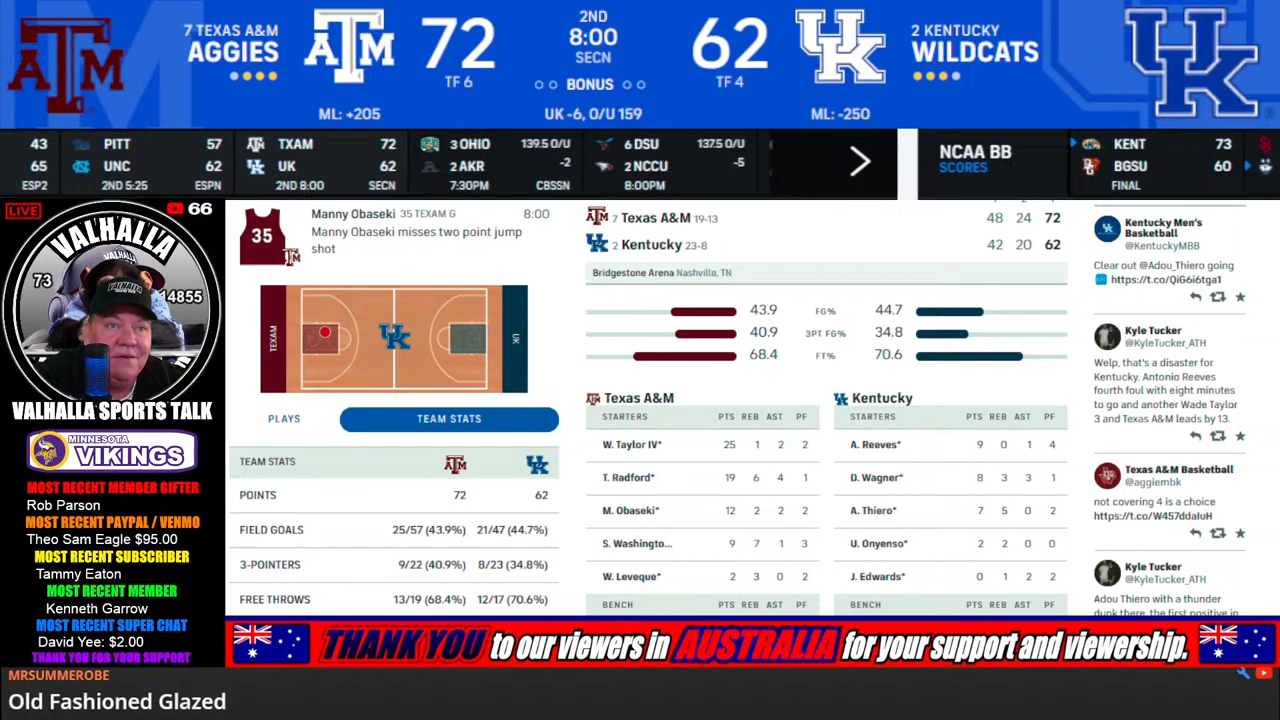 7 TEXAS A&M
AGGIES
72
TF 6
ML: +205
2ND
8:00
SECN
BONUS
UK -6, O/U 159
62
TF 4
ML: -250
2 KENTUCKY
WILDCATS
43
65
ESP2
PITT 57
UNC 62
2ND 5:25 ESPN
TXAM 72
UK 62
2ND 8:00 SECN
3 OHIO 139.5 O/U
2 AKR -2
7:30PM CBSSN
6 DSU 137.5 O/U
2 NCCU -5
8:00PM
NCAA BB
SCORES
KENT 73
BGSU 60
FINAL
LIVE
66
VALHALLA
VALHALLA
73
14855
VALHALLA SPORTS TALK
MINNESOTA
VIKINGS
MOST RECENT MEMBER GIFTER
Rob Parson
MOST RECENT PAYPAL / VENMO
Theo Sam Eagle $95.00
MOST RECENT SUBSCRIBER
Tammy Eaton
MOST RECENT MEMBER
Kenneth Garrow
MOST RECENT SUPER CHAT
David Yee: $2.00
THANK YOU FOR YOUR SUPPORT
35
Manny Obaseki 35 TEXAM G 8:00
Manny Obaseki misses two point jump
shot
TEXAM
UK
PLAYS
TEAM STATS
TEAM STATS
POINTS 72 62
FIELD GOALS 25/57 (43.9%) 21/47 (44.7%)
3-POINTERS 9/22 (40.9%) 8/23 (34.8%)
FREE THROWS 13/19 (68.4%) 12/17 (70.6%)
7 Texas A&M 19-13 48 24 72
2 Kentucky 23-8 42 20 62
Bridgestone Arena Nashville, TN
43.9 FG% 44.7
40.9 3PT FG% 34.8
68.4 FT% 70.6
Texas A&M
STARTERS PTS REB AST PF
W. Taylor IV* 25 1 2 2
T. Radford* 19 6 4 1
M. Obaseki* 12 2 2 2
S. Washingto... 9 7 1 3
W. Leveque* 2 3 0 2
BENCH PTS REB AST PF
Kentucky
STARTERS PTS REB AST PF
A. Reeves* 9 0 1 4
D. Wagner* 8 3 3 1
A. Thiero* 7 5 0 2
U. Onyenso* 2 2 0 0
J. Edwards* 0 1 2 2
BENCH PTS REB AST PF
Kentucky Men's
Basketball
@KentuckyMBB
Clear out @Adou_Thiero going
https://t.co/QiG6i6tga1
Kyle Tucker
@KyleTucker_ATH
Welp, that's a disaster for
Kentucky. Antonio Reeves
fourth foul with eight minutes
to go and another Wade Taylor
3 and Texas A&M leads by 13.
Texas A&M Basketball
@aggiembk
not covering 4 is a choice
https://t.co/W457ddaluH
Kyle Tucker
@KyleTucker_ATH
Adou Thiero with a thunder
dunk there, the first positive in
THANK YOU to our viewers in AUSTRALIA for your support and viewership.
MRSUMMEROBE
Old Fashioned Glazed